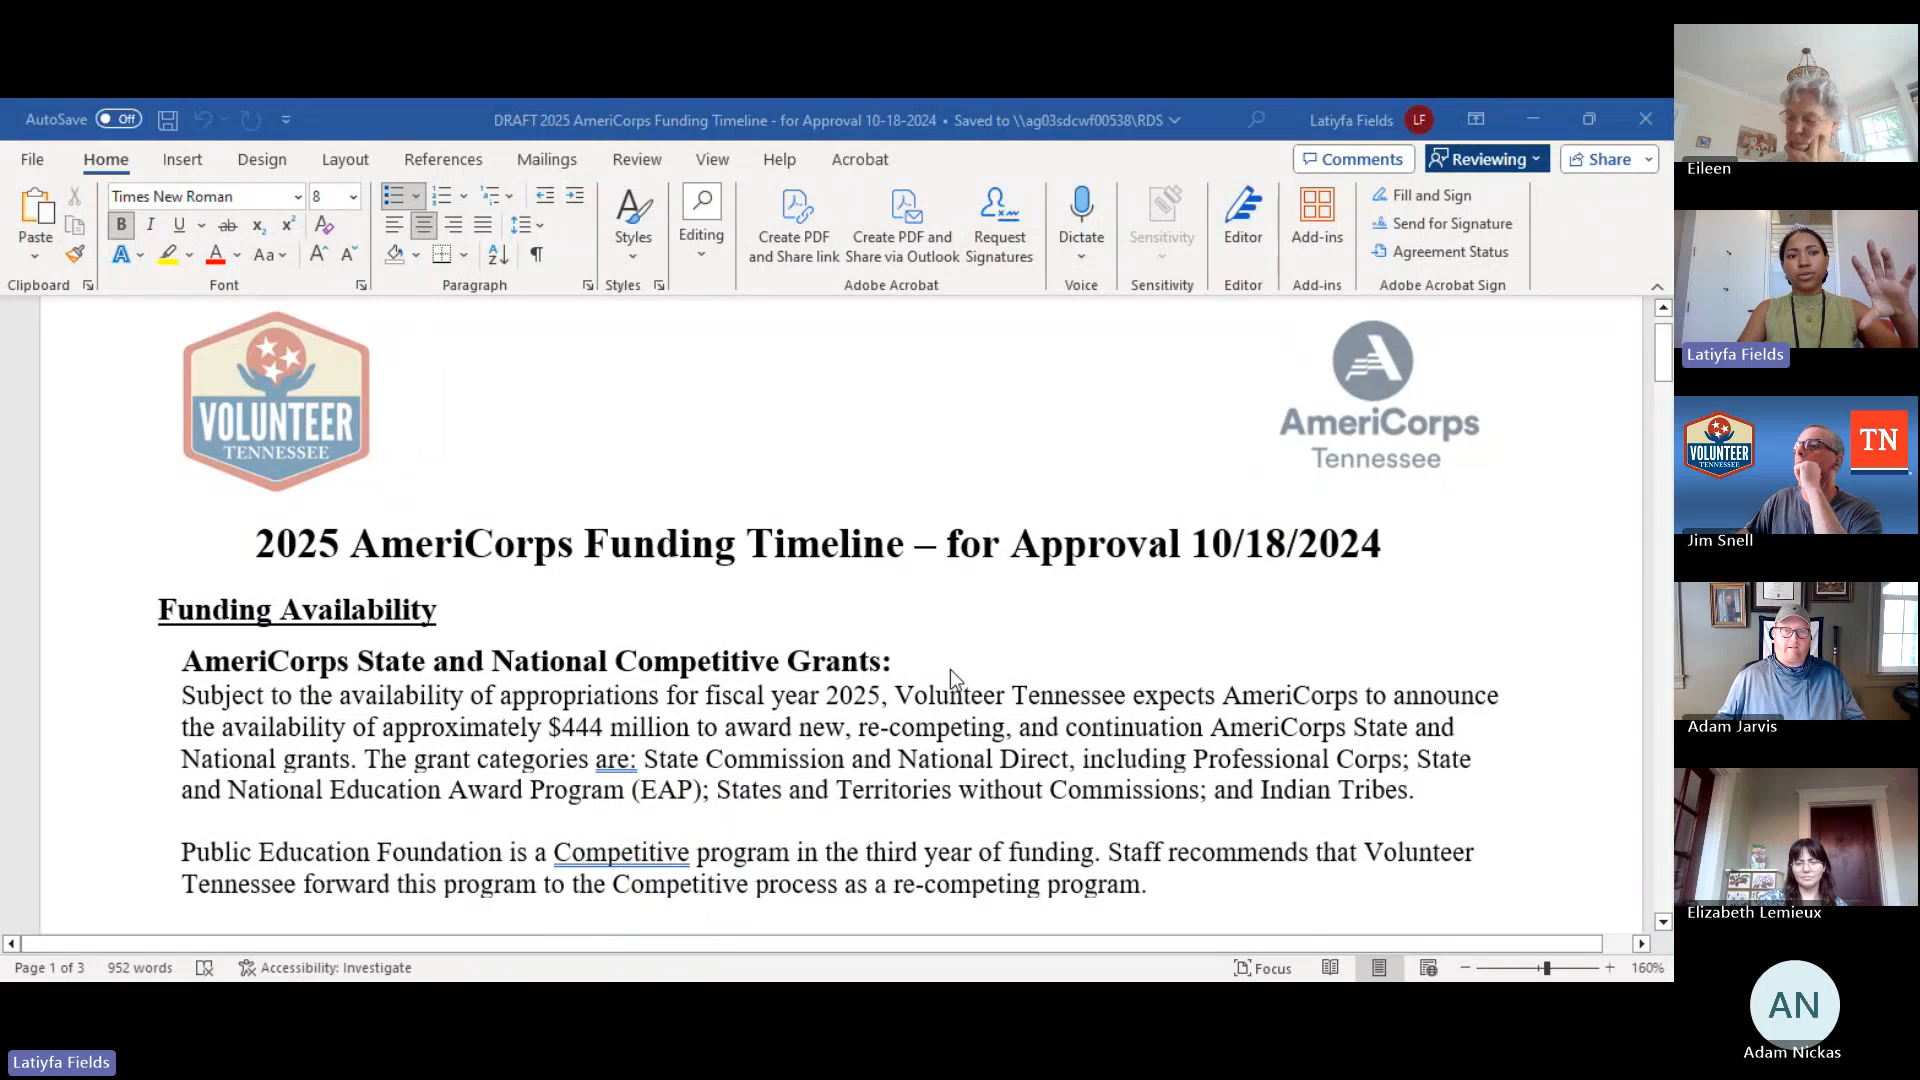 AutoSave Off
DRAFT 2025 AmeriCorps Funding Timeline - for Approval 10-18-2024 • Saved to \\ag03sdcwf00538\RDS
Latiyfa Fields LF
File Home Insert Design Layout References Mailings Review View Help Acrobat
Comments Reviewing Share
Paste
Clipboard
Times New Roman 8
B I U ab x₂ x² A
A A Aa A A
Font
Paragraph
Styles
Styles
Editing
Create PDF
and Share link
Create PDF and
Share via Outlook
Request
Signatures
Adobe Acrobat
Dictate
Voice
Sensitivity
Sensitivity
Editor
Editor
Add-ins
Add-ins
Fill and Sign
Send for Signature
Agreement Status
Adobe Acrobat Sign
VOLUNTEER
TENNESSEE
AmeriCorps
Tennessee
2025 AmeriCorps Funding Timeline – for Approval 10/18/2024
Funding Availability
AmeriCorps State and National Competitive Grants:
Subject to the availability of appropriations for fiscal year 2025, Volunteer Tennessee expects AmeriCorps to announce
the availability of approximately $444 million to award new, re-competing, and continuation AmeriCorps State and
National grants. The grant categories are: State Commission and National Direct, including Professional Corps; State
and National Education Award Program (EAP); States and Territories without Commissions; and Indian Tribes.
Public Education Foundation is a Competitive program in the third year of funding. Staff recommends that Volunteer
Tennessee forward this program to the Competitive process as a re-competing program.
Page 1 of 3 952 words Accessibility: Investigate
Focus 160%
Latiyfa Fields
Eileen
Latiyfa Fields
VOLUNTEER
TENNESSEE
TN
Jim Snell
Adam Jarvis
Elizabeth Lemieux
AN
Adam Nickas